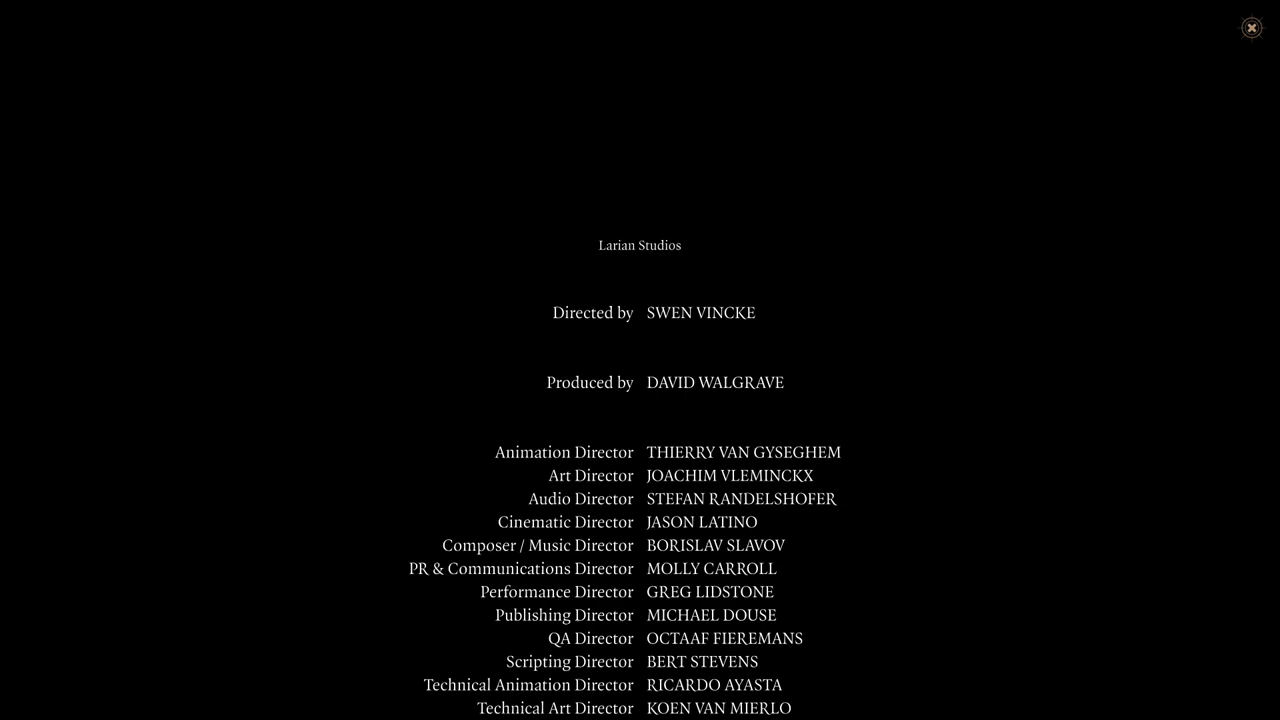 Larian Studios
Directed by SWEN VINCKE
Produced by DAVID WALGRAVE
Animation Director THIERRY VAN GYSEGHEM
Art Director JOACHIM VLEMINCKX
Audio Director STEFAN RANDELSHOFER
Cinematic Director JASON LATINO
Composer / Music Director BORISLAV SLAVOV
PR & Communications Director MOLLY CARROLL
Performance Director GREG LIDSTONE
Publishing Director MICHAEL DOUSE
QA Director OCTAAF FIEREMANS
Scripting Director BERT STEVENS
Technical Animation Director RICARDO AYASTA
Technical Art Director KOEN VAN MIERLO